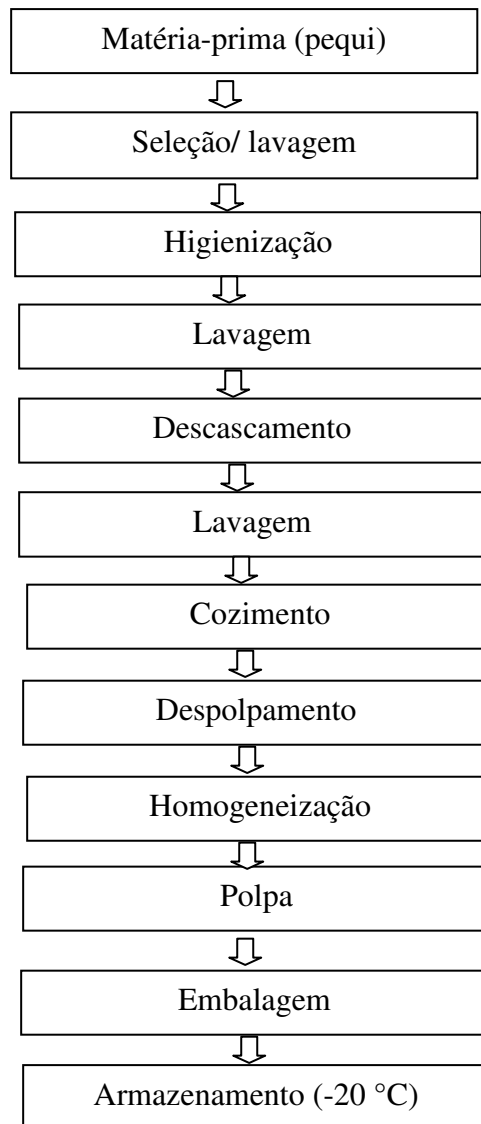 Matéria-prima (pequi)
Seleção/ lavagem
Higienização
Lavagem
Descascamento
Lavagem
Cozimento
Despolpamento
Homogeneização
Polpa
Embalagem
Armazenamento (-20 °C)